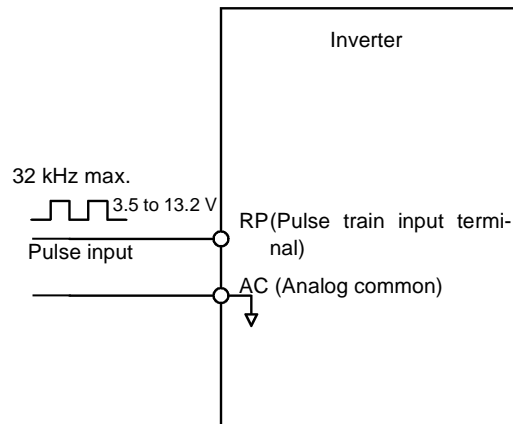 Inverter
32 kHz max.
3.5 to 13.2 V
Pulse input
RP(Pulse train input termi-
nal)
AC (Analog common)